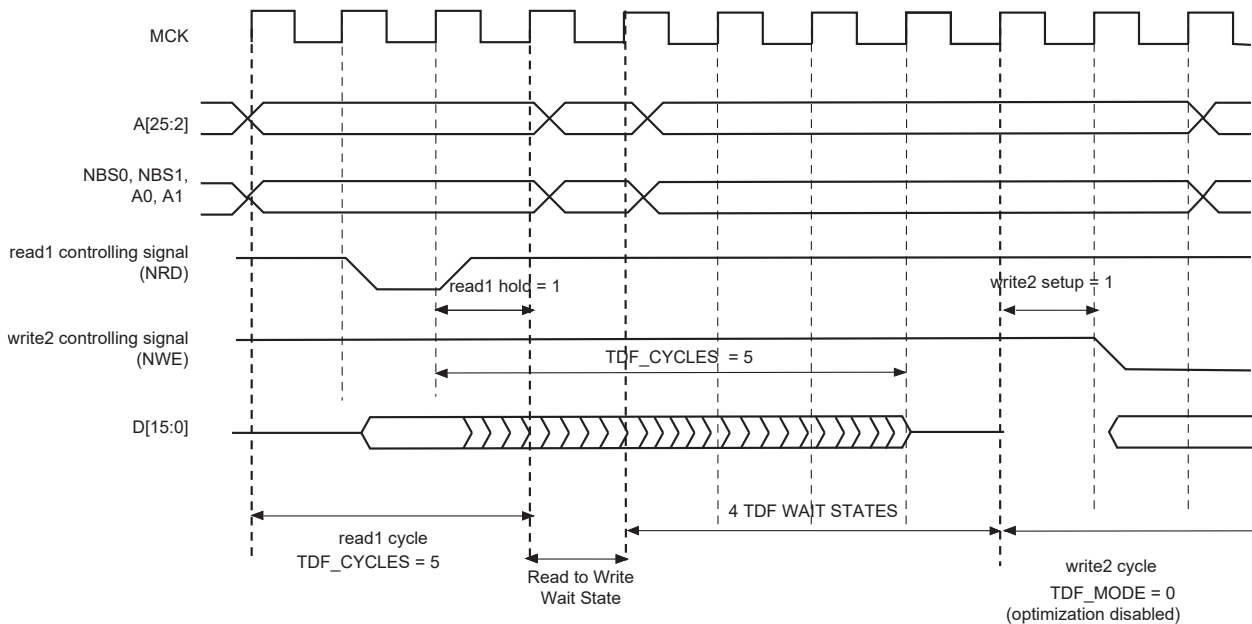 MCK
A[25:2]
NBS0, NBS1,
A0, A1
read1 controlling signal
(NRD)
read1 hold = 1
write2 setup = 1
write2 controlling signal
(NWE)
TDF_CYCLES = 5
D[15:0]
4 TDF WAIT STATES
read1 cycle
TDF_CYCLES = 5
Read to Write
Wait State
write2 cycle
TDF_MODE = 0
(optimization disabled)